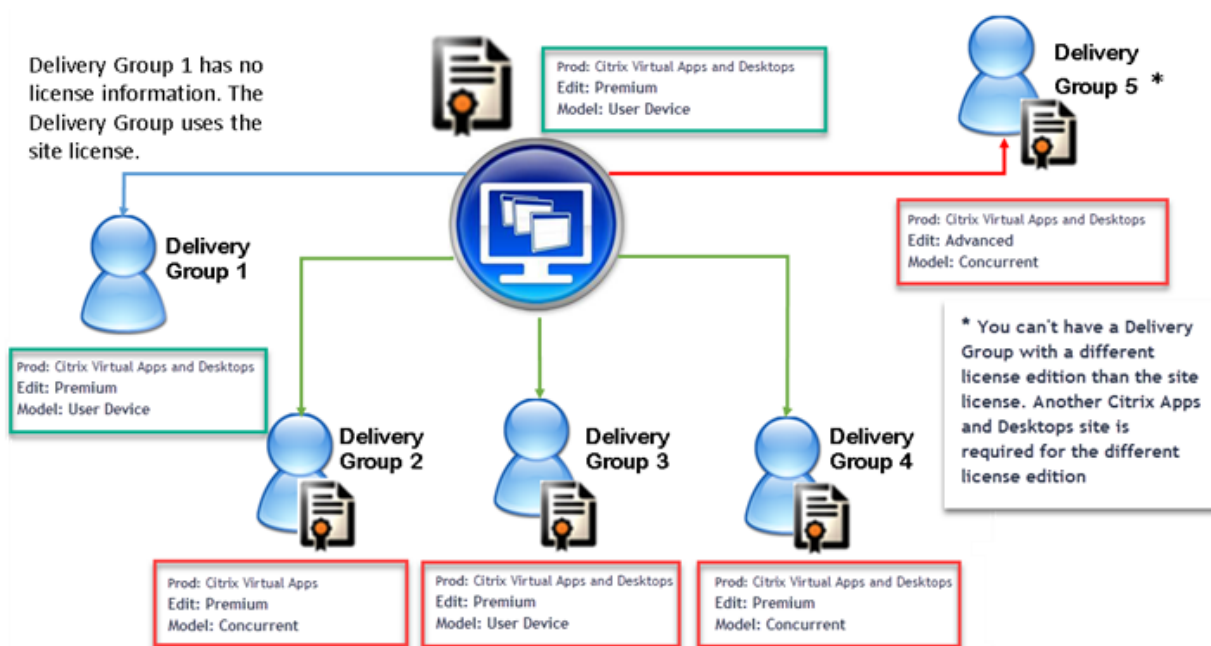 Delivery Group 1 has no
license information. The
Delivery Group uses the
site license.
Prod: Citrix Virtual Apps and Desktops
Edit: Premium
Model: User Device
Delivery
Group 5 *
Prod: Citrix Virtual Apps and Desktops
Edit: Advanced
Model: Concurrent
* You can't have a Delivery
Group with a different
license edition than the site
license. Another Citrix Apps
and Desktops site is
required for the different
license edition
Delivery
Group 1
Prod: Citrix Virtual Apps and Desktops
Edit: Premium
Model: User Device
Delivery
Group 2
Prod: Citrix Virtual Apps
Edit: Premium
Model: Concurrent
Delivery
Group 3
Prod: Citrix Virtual Apps and Desktops
Edit: Premium
Model: User Device
Delivery
Group 4
Prod: Citrix Virtual Apps and Desktops
Edit: Premium
Model: Concurrent